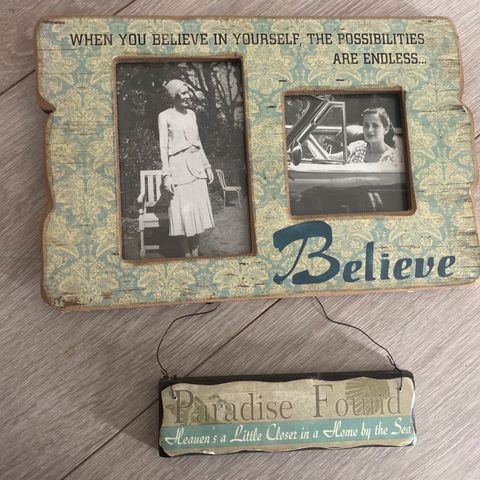 WHEN YOU BELIEVE IN YOURSELF, THE POSSIBILITIES
ARE ENDLESS...
Believe
Paradise Found
Heaven's a Little Closer in a Home by the Sea